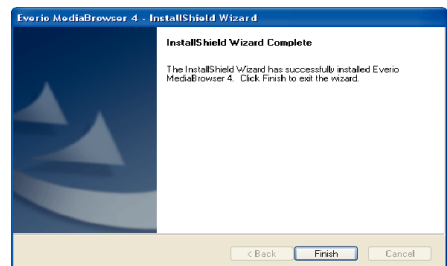 Everio MediaBrowser 4 - InstallShield Wizard
InstallShield Wizard Complete
The InstallShield Wizard has successfully installed Everio
MediaBrowser 4. Click Finish to exit the wizard.
< Back
Finish
Cancel